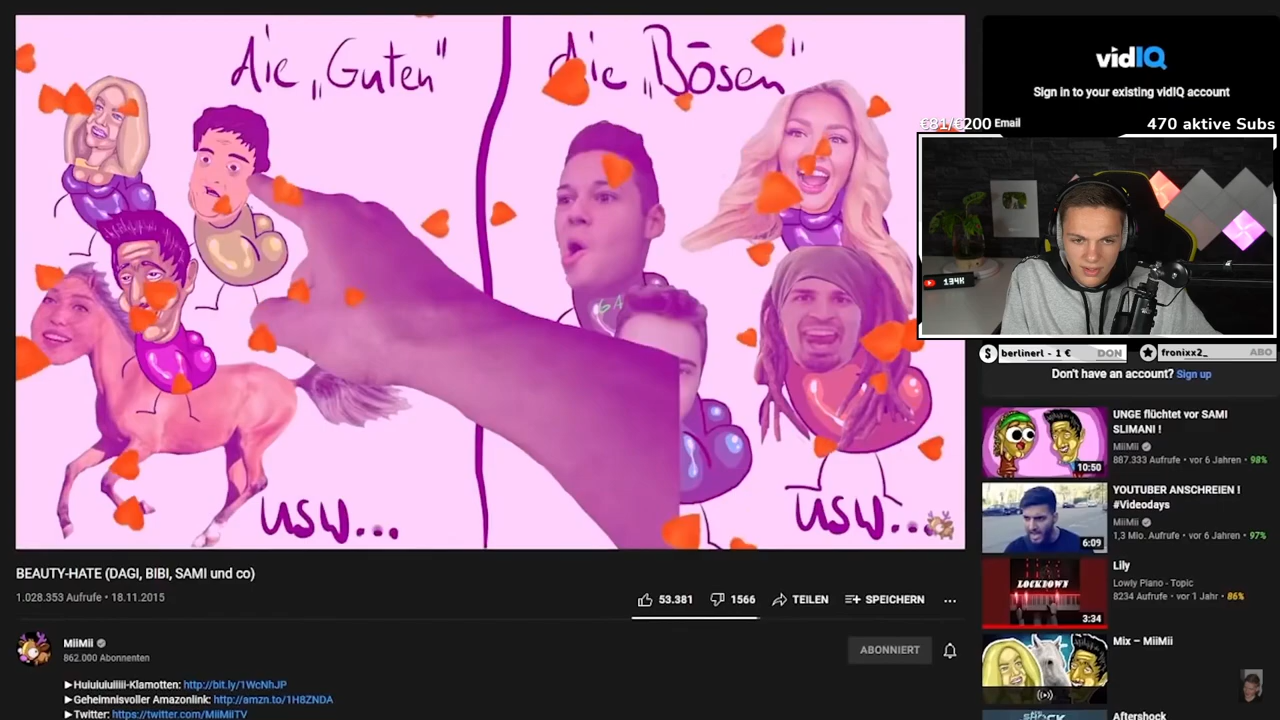 die „Guten"
die „Bösen"
usw...
usw...
BEAUTY-HATE (DAGI, BIBI, SAMI und co)
1.028.353 Aufrufe • 18.11.2015
53.381
1566
TEILEN
SPEICHERN
MiiMii
862.000 Abonnenten
ABONNIERT
►Huiuiuiuiiiii-Klamotten: http://bit.ly/1WcNhJP
►Geheimnisvoller Amazonlink: http://amzn.to/1H8ZNDA
►Twitter: https://twitter.com/MiiMiiTV
vidIQ
Sign in to your existing vidIQ account
€81/€200 Email
470 aktive Subs
134K
berlinerl - 1 € DON
fronixx2_ ABO
Don't have an account? Sign up
UNGE flüchtet vor SAMI
SLIMANI !
MiiMii
887.333 Aufrufe • vor 6 Jahren • 98%
10:50
YOUTUBER ANSCHREIEN !
#Videodays
MiiMii
1,3 Mio. Aufrufe • vor 6 Jahren • 97%
6:09
Lily
Lowly Piano - Topic
8234 Aufrufe • vor 1 Jahr • 86%
LOCKDOWN
3:34
Mix – MiiMii
Aftershock